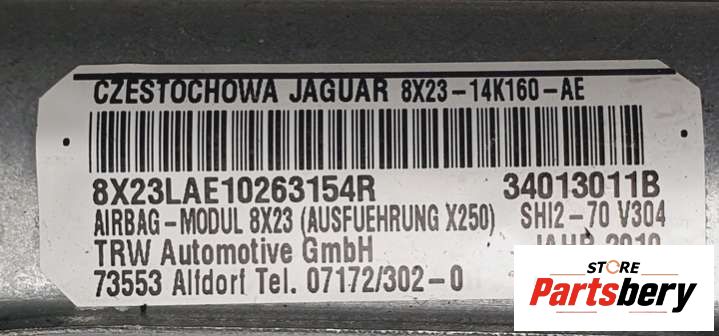 CZESTOCHOWA JAGUAR 8X23-14K160-AE
8X23LAE10263154R 34013011B
AIRBAG-MODUL 8X23 (AUSFUEHRUNG X250) SHI2-70 V304
TRW Automotive GmbH
73553 Alfdorf Tel. 07172/302-0
STORE
Partsbery